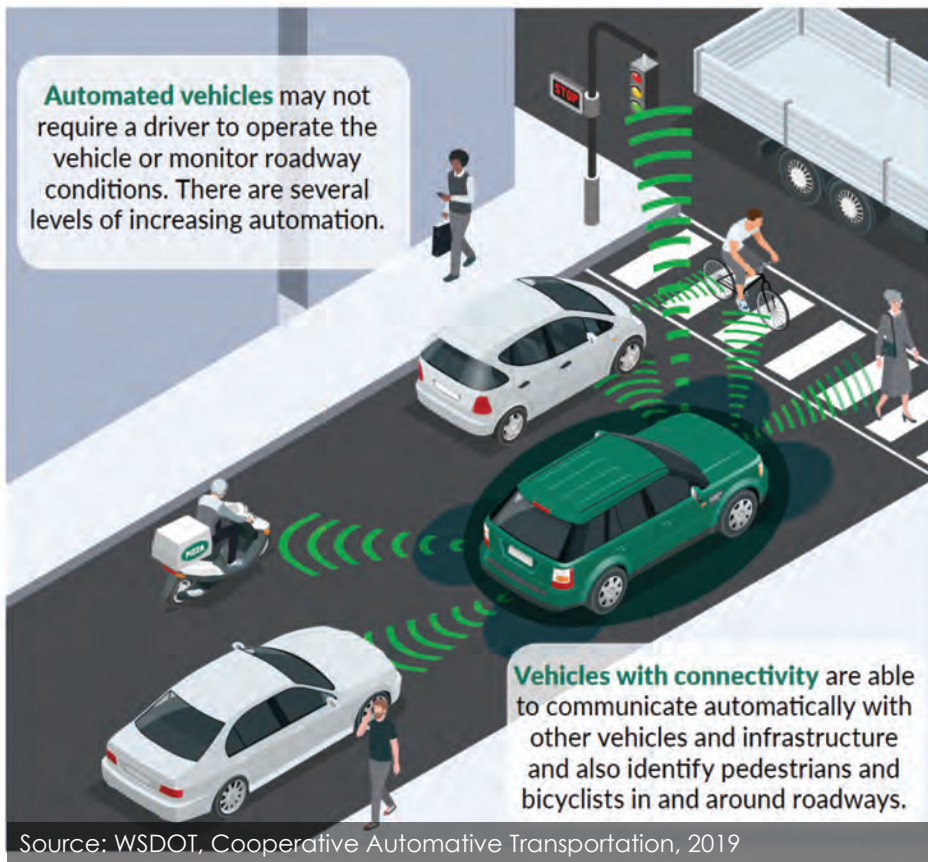 Automated vehicles may not
require a driver to operate the
vehicle or monitor roadway
conditions. There are several
levels of increasing automation.
STOP
PIZZA
Vehicles with connectivity are able
to communicate automatically with
other vehicles and infrastructure
and also identify pedestrians and
bicyclists in and around roadways.
Source: WSDOT, Cooperative Automative Transportation, 2019